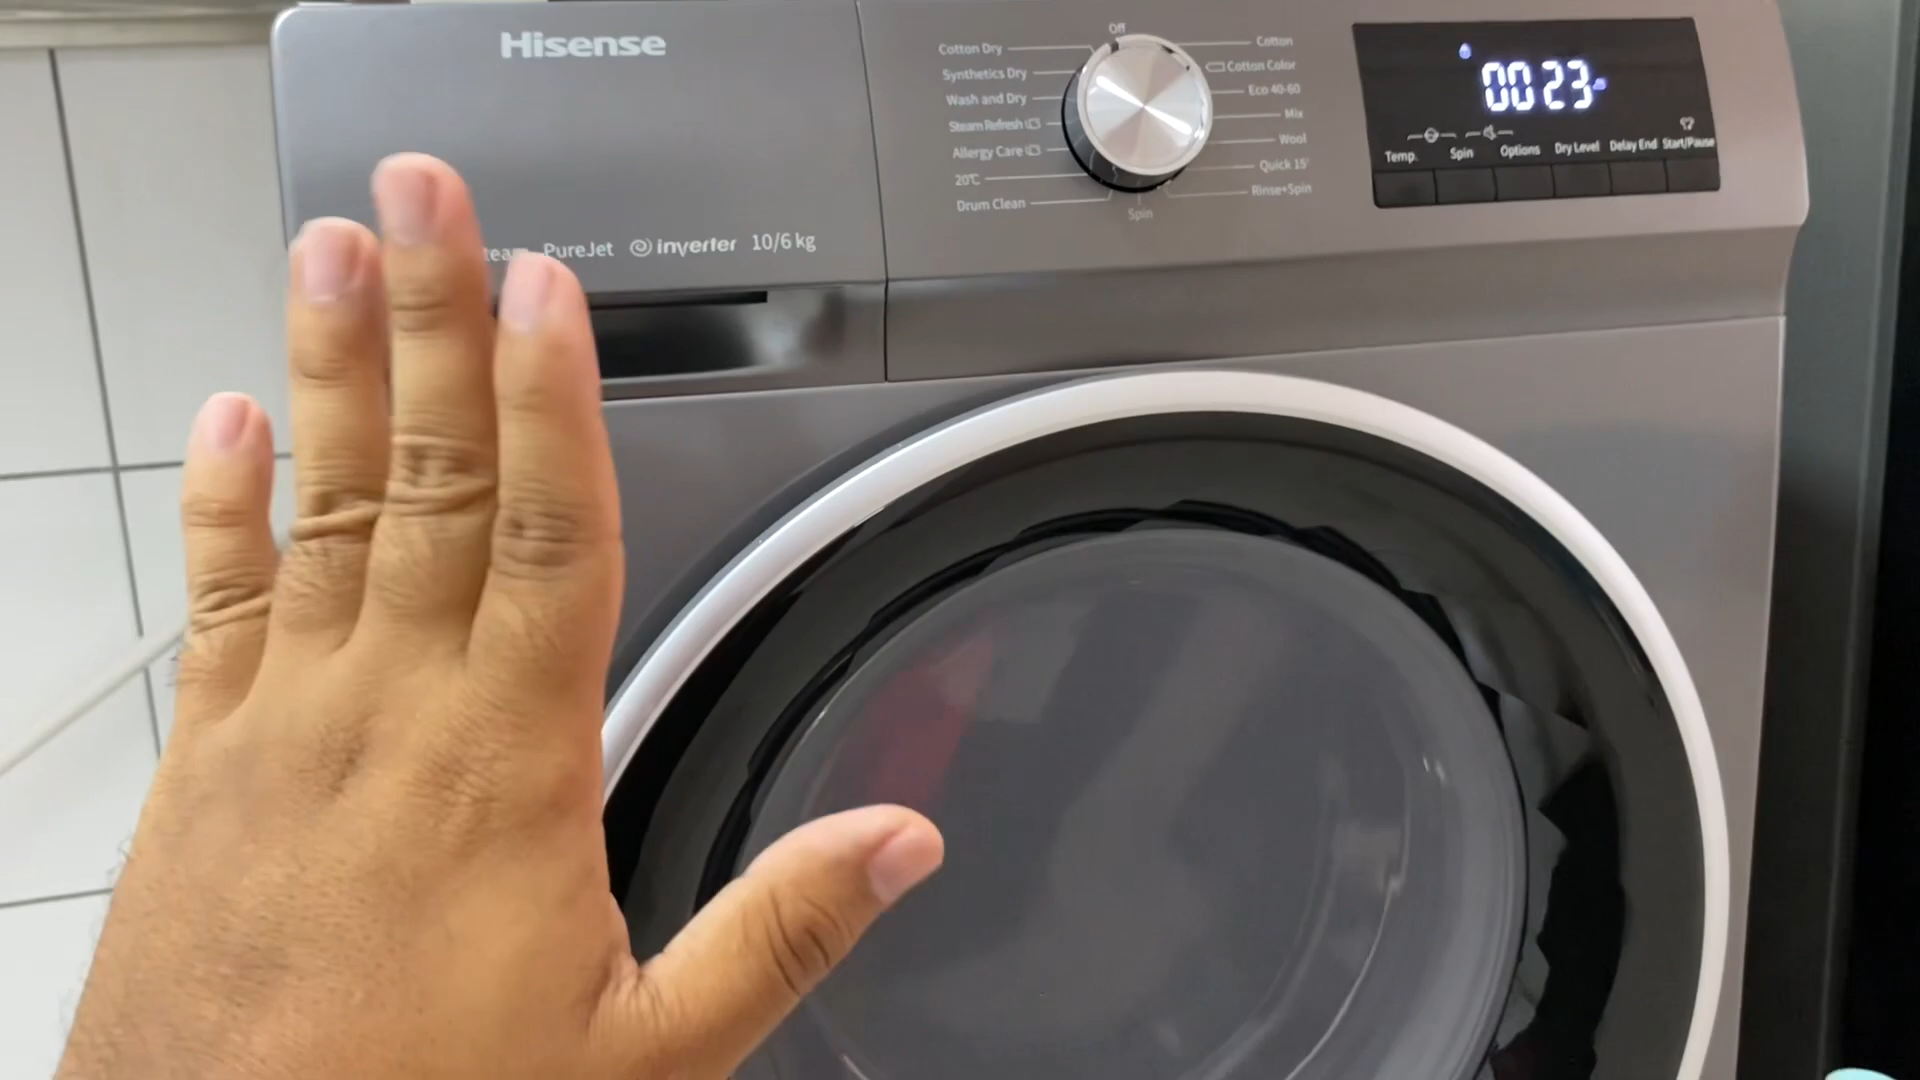 Hisense
PureJet inverter 10/6 kg
Off
Cotton Dry
Synthetics Dry
Wash and Dry
Steam Refresh
Allergy Care
20℃
Drum Clean
Cotton
Cotton Color
Eco 40-60
Mix
Wool
Quick 15'
Rinse+Spin
Spin
00 23
Temp. Spin Options Dry Level Delay End Start/Pause